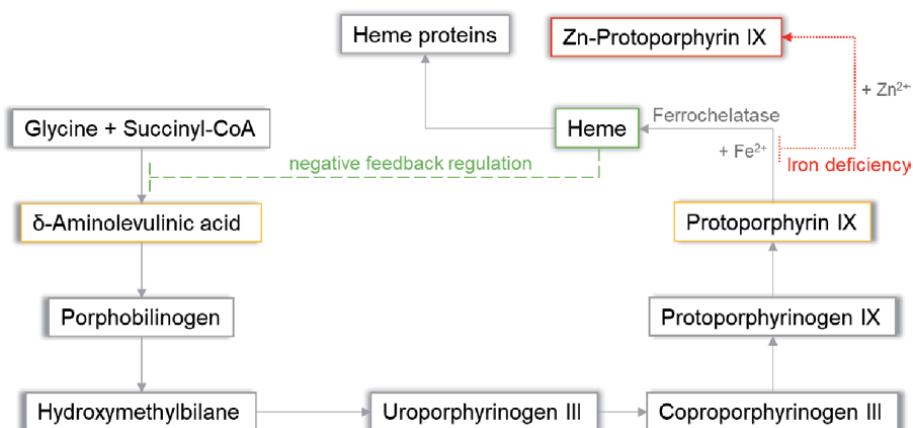 Heme proteins
Zn-Protoporphyrin IX
+ Zn²⁺
Glycine + Succinyl-CoA
Heme
Ferrochelatase
+ Fe²⁺
negative feedback regulation
Iron deficiency
δ-Aminolevulinic acid
Protoporphyrin IX
Porphobilinogen
Protoporphyrinogen IX
Hydroxymethylbilane
Uroporphyrinogen III
Coproporphyrinogen III